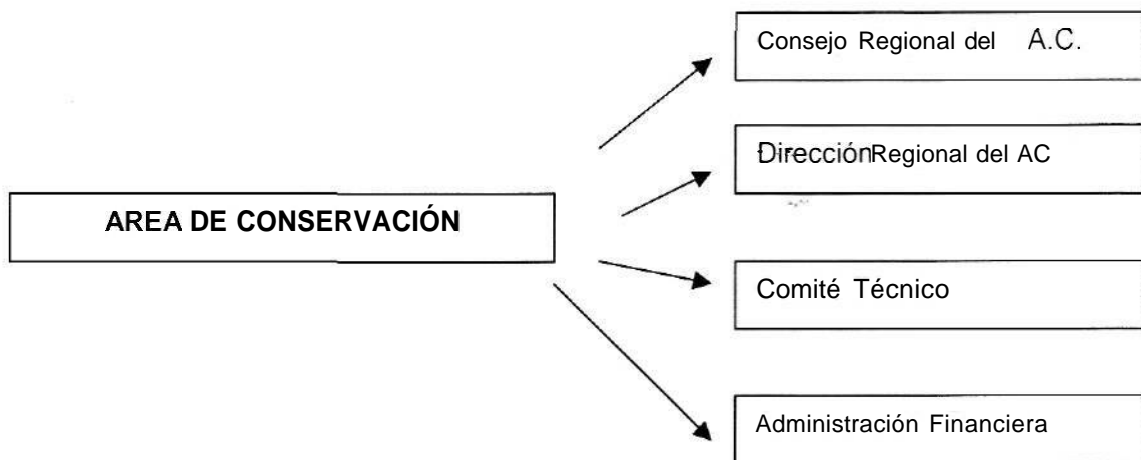 Consejo Regional del A.C.
Dirección Regional del AC
AREA DE CONSERVACIÓN
Comité Técnico
Administración Financiera